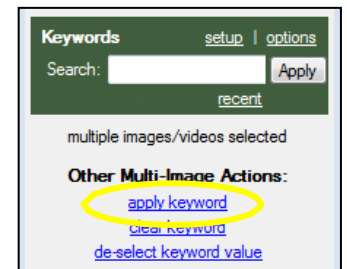 Keywords setup | options
Search: Apply
recent
multiple images/videos selected
Other Multi-Image Actions:
apply keyword
clear keyword
de-select keyword value